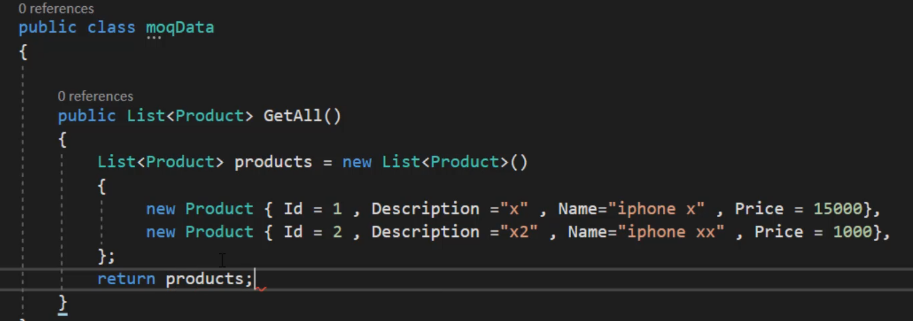 0 references
public class moqData
{
0 references
public List<Product> GetAll()
{
List<Product> products = new List<Product>()
{
new Product { Id = 1 , Description ="x" , Name="iphone x" , Price = 15000},
new Product { Id = 2 , Description ="x2" , Name="iphone xx" , Price = 1000},
};
return products;
}